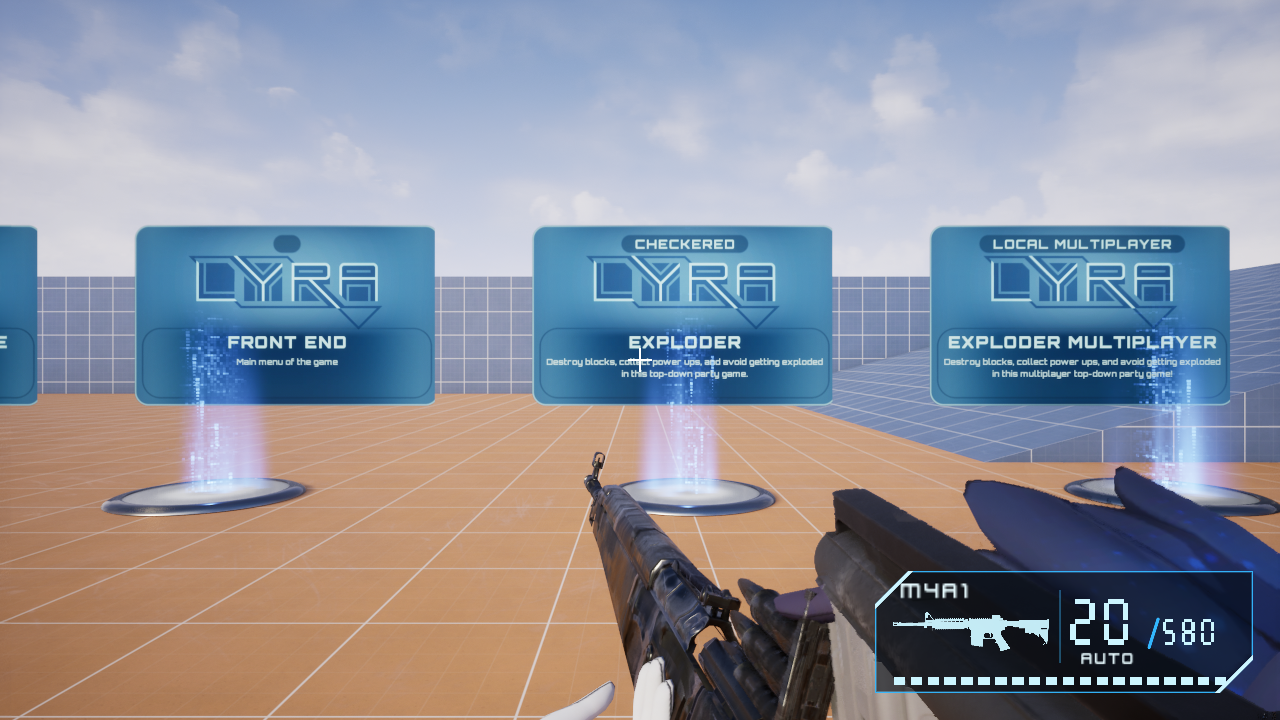 E
LYRA
FRONT END
Main menu of the game
CHECKERED
LYRA
EXPLODER
Destroy blocks, collect power ups, and avoid getting exploded
in this top-down party game.
LOCAL MULTIPLAYER
LYRA
EXPLODER MULTIPLAYER
Destroy blocks, collect power ups, and avoid getting exploded
in this multiplayer top-down party game!
M4A1
20 /580
AUTO